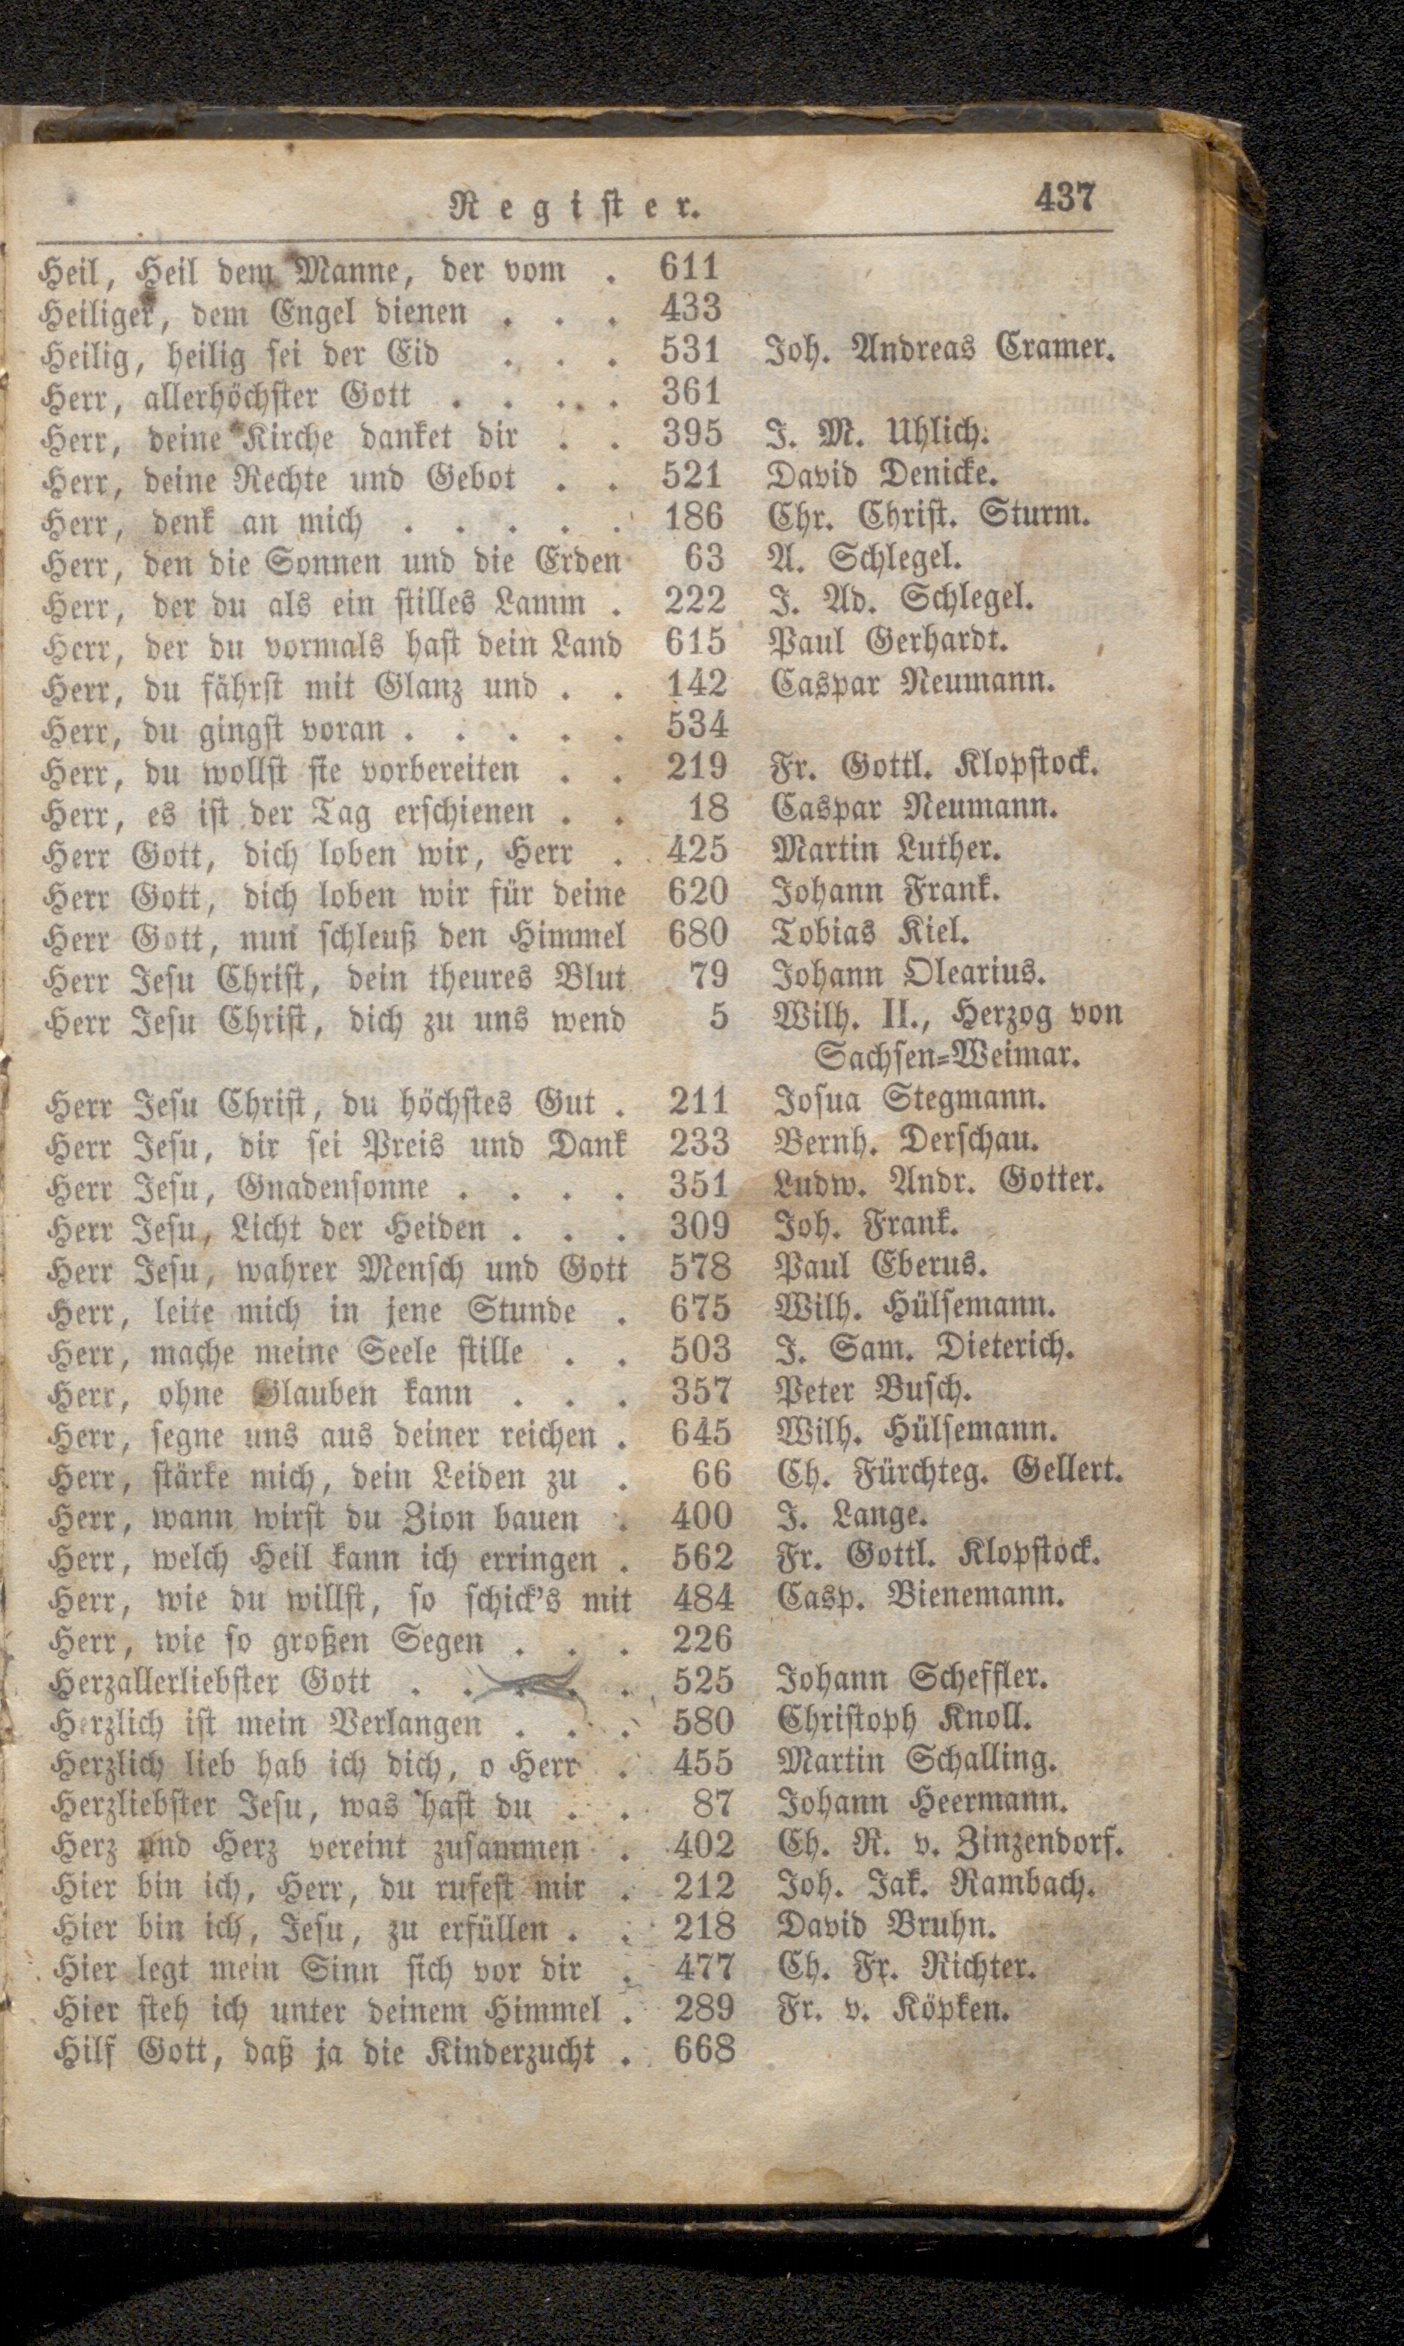 Register. 437
Heil, Heil dem Manne, der vom . 611
Heiliger, dem Engel dienen . . . 433
Heilig, heilig sei der Eid . . . 531 Joh. Andreas Cramer.
Herr, allerhöchster Gott . . . . 361
Herr, deine Kirche danket dir . . 395 J. M. Uhlich.
Herr, deine Rechte und Gebot . . 521 David Denicke.
Herr, denk an mich . . . . . 186 Chr. Christ. Sturm.
Herr, den die Sonnen und die Erden 63 A. Schlegel.
Herr, der du als ein stilles Lamm . 222 J. Ad. Schlegel.
Herr, der du vormals hast dein Land 615 Paul Gerhardt.
Herr, du fährst mit Glanz und . . 142 Caspar Neumann.
Herr, du gingst voran . . . . . 534
Herr, du wollst sie vorbereiten . . 219 Fr. Gottl. Klopstock.
Herr, es ist der Tag erschienen . . 18 Caspar Neumann.
Herr Gott, dich loben wir, Herr . 425 Martin Luther.
Herr Gott, dich loben wir für deine 620 Johann Frank.
Herr Gott, nun schleuß den Himmel 680 Tobias Kiel.
Herr Jesu Christ, dein theures Blut 79 Johann Olearius.
Herr Jesu Christ, dich zu uns wend 5 Wilh. II., Herzog von
Sachsen-Weimar.
Herr Jesu Christ, du höchstes Gut . 211 Josua Stegmann.
Herr Jesu, dir sei Preis und Dank 233 Bernh. Derschau.
Herr Jesu, Gnadensonne . . . . 351 Ludw. Andr. Gotter.
Herr Jesu, Licht der Heiden . . . 309 Joh. Frank.
Herr Jesu, wahrer Mensch und Gott 578 Paul Eberus.
Herr, leite mich in jene Stunde . 675 Wilh. Hülsemann.
Herr, mache meine Seele stille . . 503 J. Sam. Dieterich.
Herr, ohne Glauben kann . . . 357 Peter Busch.
Herr, segne uns aus deiner reichen . 645 Wilh. Hülsemann.
Herr, stärke mich, dein Leiden zu . 66 Ch. Fürchteg. Gellert.
Herr, wann wirst du Zion bauen . 400 J. Lange.
Herr, welch Heil kann ich erringen . 562 Fr. Gottl. Klopstock.
Herr, wie du willst, so schick's mit 484 Casp. Bienemann.
Herr, wie so großen Segen . . . 226
Herzallerliebster Gott . . . . . 525 Johann Scheffler.
Herzlich ist mein Verlangen . . . 580 Christoph Knoll.
Herzlich lieb hab ich dich, o Herr . 455 Martin Schalling.
Herzliebster Jesu, was hast du . . 87 Johann Heermann.
Herz und Herz vereint zusammen . 402 Ch. R. v. Zinzendorf.
Hier bin ich, Herr, du rufest mir . 212 Joh. Jak. Rambach.
Hier bin ich, Jesu, zu erfüllen . . 218 David Bruhn.
Hier legt mein Sinn sich vor dir . 477 Ch. Fr. Richter.
Hier steh ich unter deinem Himmel . 289 Fr. v. Köpken.
Hilf Gott, daß ja die Kinderzucht . 668